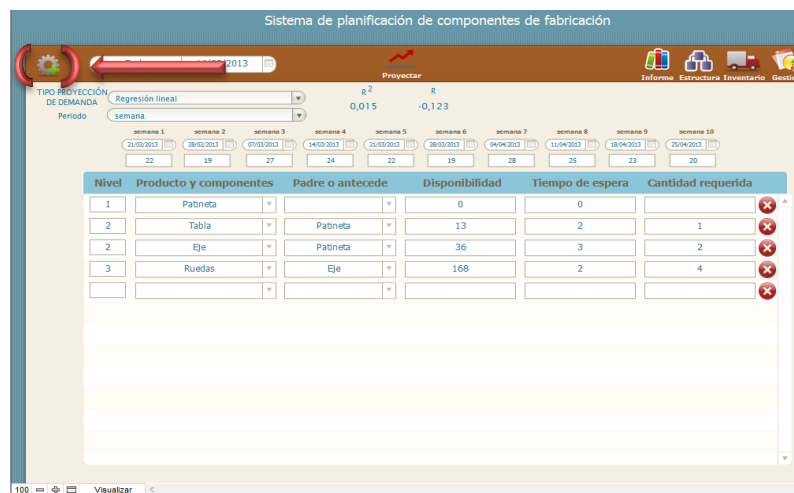 Sistema de planificación de componentes de fabricación
2013
Proyectar
Informe Estructura Inventario
TIPO PROYECCIÓN DE DEMANDA Regresión lineal
R2 R
0,015 -0,123
Periodo semana
semana 1 semana 2 semana 3 semana 4 semana 5 semana 6 semana 7 semana 8 semana 9 semana 10
21/02/2013 28/02/2013 07/03/2013 14/03/2013 21/03/2013 28/03/2013 04/04/2013 11/04/2013 18/04/2013 25/04/2013
22 19 27 24 22 19 28 25 23 20
Nivel Producto y componentes Padre o antecede Disponibilidad Tiempo de espera Cantidad requerida
1 Patineta 0 0
2 Tabla Patineta 13 2 1
2 Eje Patineta 36 3 2
3 Ruedas Eje 168 2 4
100 Visualizar